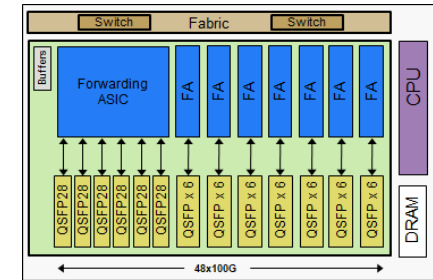 Switch
Fabric
Switch
Buffers
Forwarding
ASIC
FA
FA
FA
FA
FA
FA
FA
CPU
QSFP28
QSFP28
QSFP28
QSFP28
QSFP28
QSFP28
QSFP x 6
QSFP x 6
QSFP x 6
QSFP x 6
QSFP x 6
QSFP x 6
QSFP x 6
DRAM
48x100G